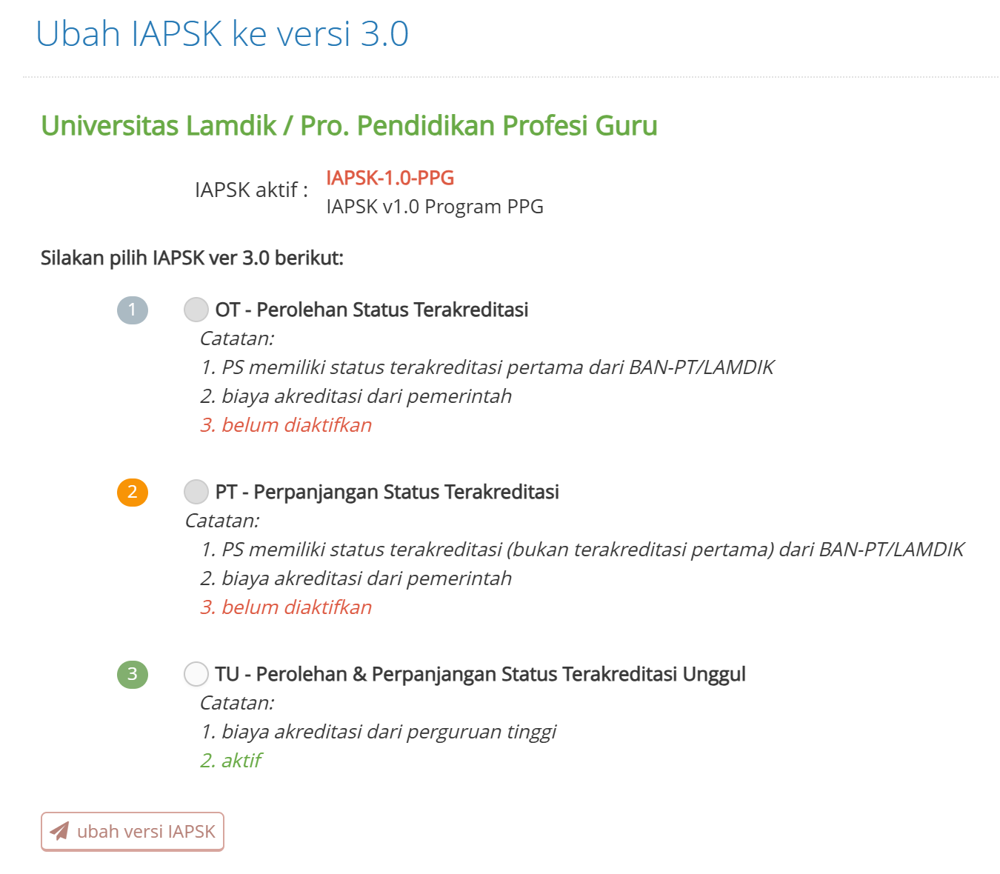 Ubah IAPSK ke versi 3.0
Universitas Lamdik / Pro. Pendidikan Profesi Guru
IAPSK aktif : IAPSK-1.0-PPG
IAPSK v1.0 Program PPG
Silakan pilih IAPSK ver 3.0 berikut:
1 OT - Perolehan Status Terakreditasi
Catatan:
1. PS memiliki status terakreditasi pertama dari BAN-PT/LAMDIK
2. biaya akreditasi dari pemerintah
3. belum diaktifkan
2 PT - Perpanjangan Status Terakreditasi
Catatan:
1. PS memiliki status terakreditasi (bukan terakreditasi pertama) dari BAN-PT/LAMDIK
2. biaya akreditasi dari pemerintah
3. belum diaktifkan
3 TU - Perolehan & Perpanjangan Status Terakreditasi Unggul
Catatan:
1. biaya akreditasi dari perguruan tinggi
2. aktif
ubah versi IAPSK